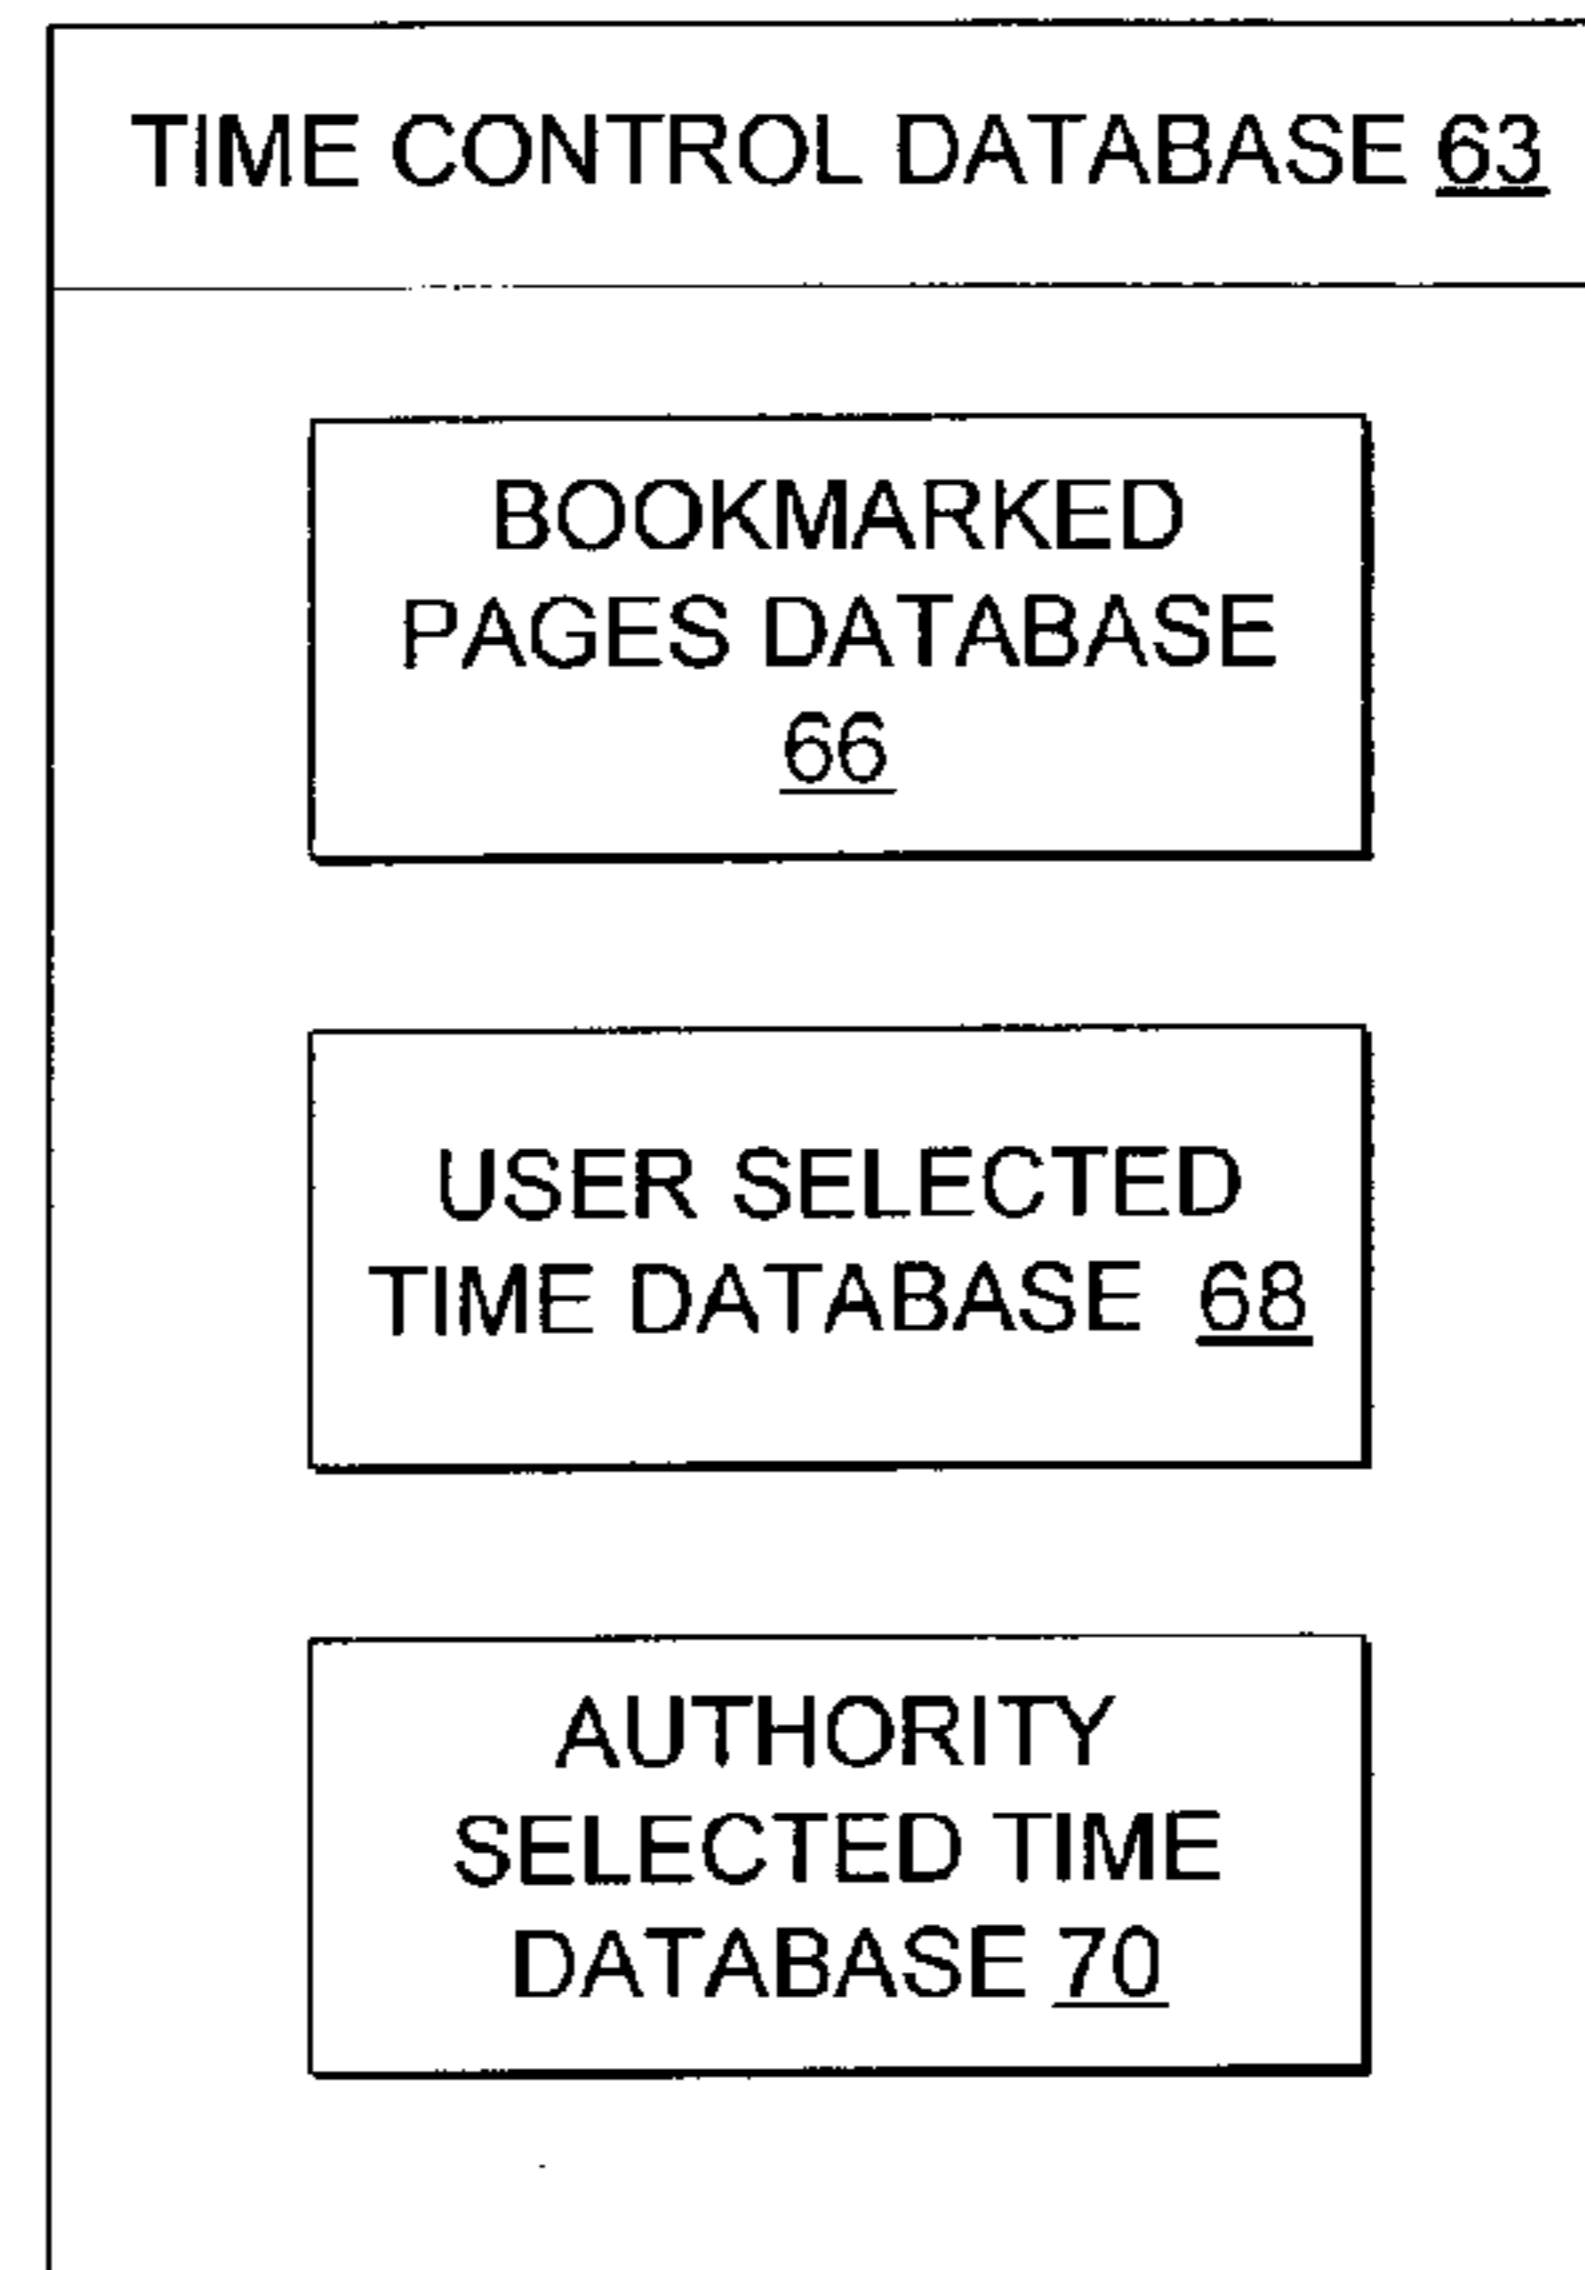 TIME CONTROL DATABASE 63
BOOKMARKED
PAGES DATABASE
66
USER SELECTED
TIME DATABASE 68
AUTHORITY
SELECTED TIME
DATABASE 70